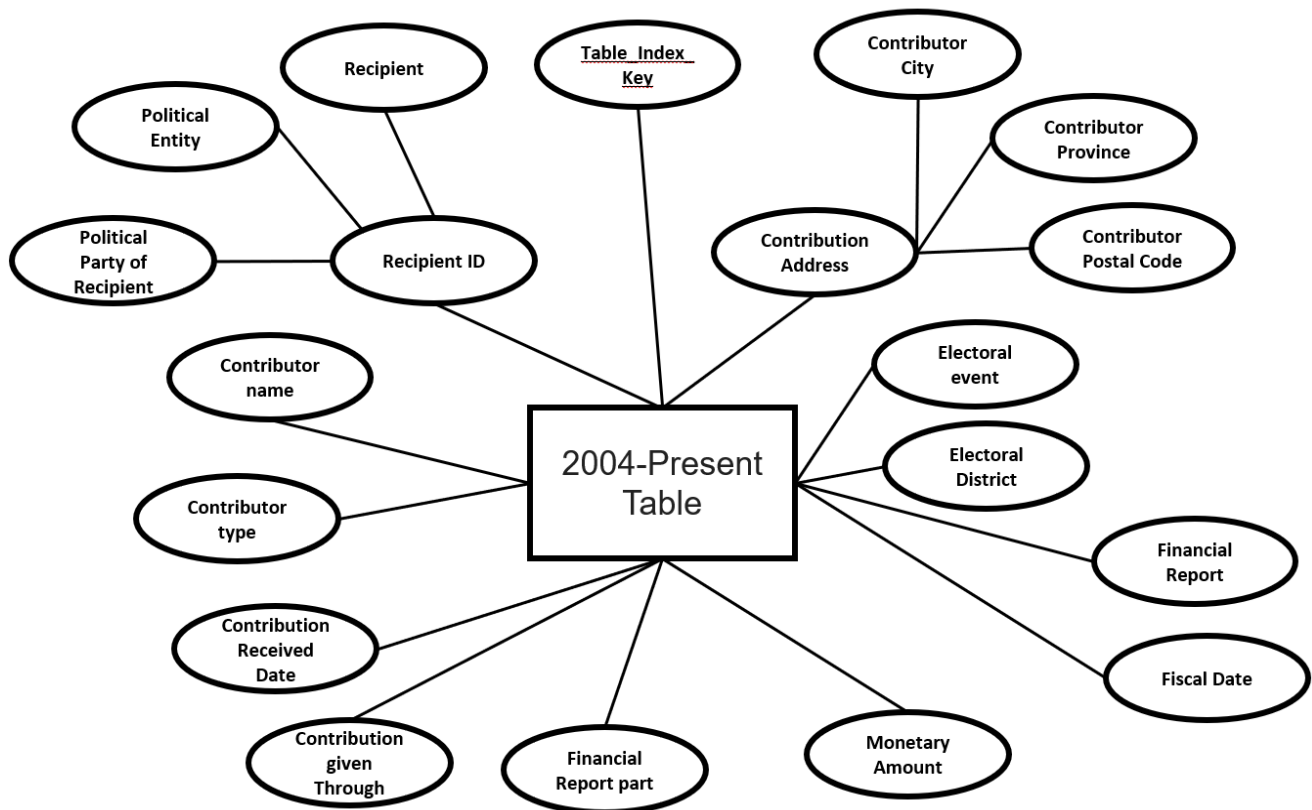 Recipient
Table_Index_
Key
Contributor
City
Political
Entity
Contributor
Province
Political
Party of
Recipient
Recipient ID
Contribution
Address
Contributor
Postal Code
Contributor
name
Electoral
event
2004-Present
Table
Electoral
District
Contributor
type
Financial
Report
Contribution
Received
Date
Fiscal Date
Contribution
given
Through
Financial
Report part
Monetary
Amount